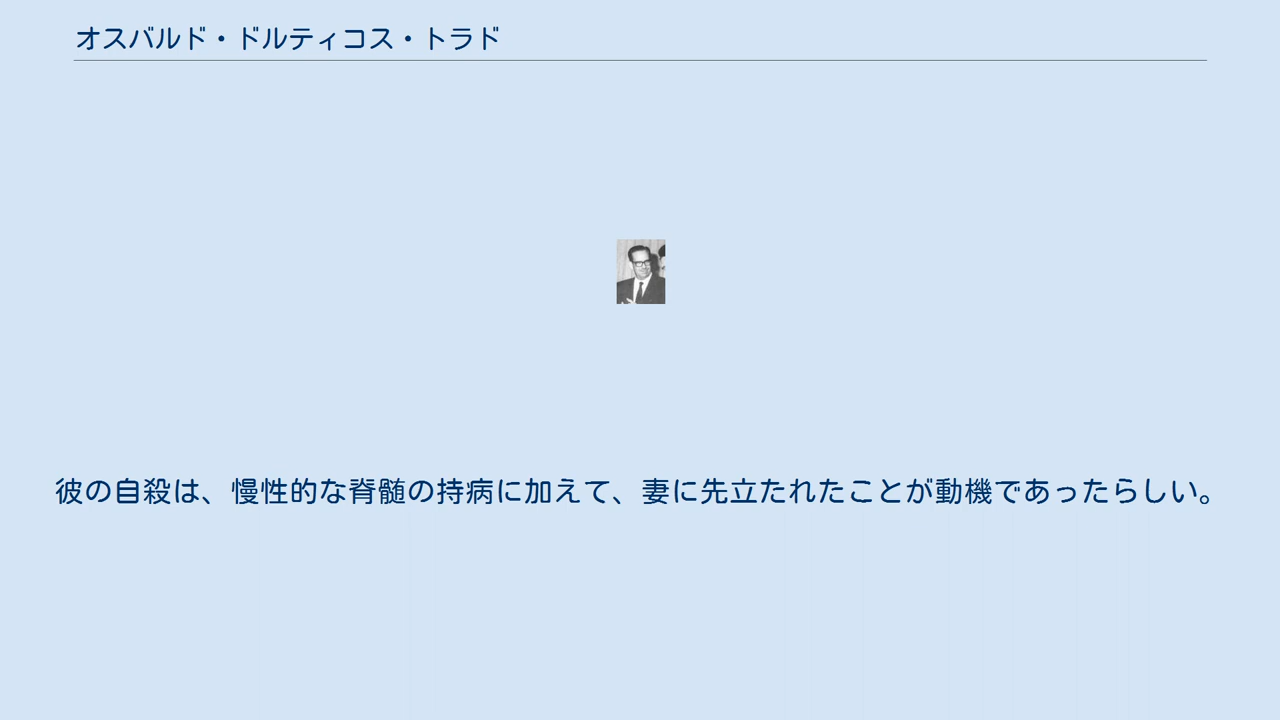 オスバルド・ドルティコス・トラド
彼の自殺は、慢性的な脊髄の持病に加えて、妻に先立たれたことが動機であったらしい。